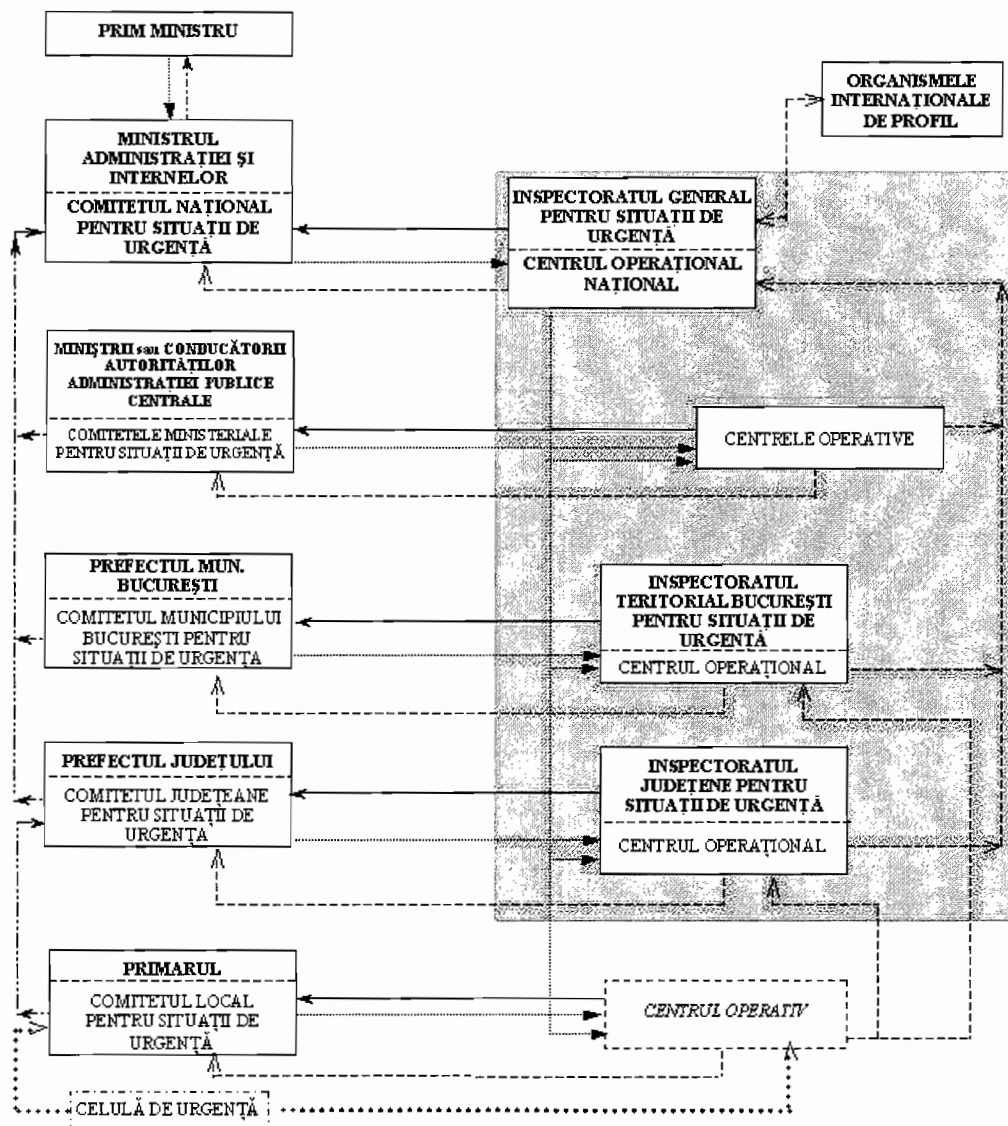 PRIM MINISTRU
ORGANISMELE
INTERNAȚIONALE
DE PROFIL
MINISTRUL
ADMINISTRAȚIEI ȘI
INTERNELOR
COMITETUL NAȚIONAL
PENTRU SITUAȚII DE
URGENȚĂ
INSPECTORATUL GENERAL
PENTRU SITUAȚII DE
URGENȚĂ
CENTRUL OPERAȚIONAL
NAȚIONAL
MINIȘTRII sau CONDUCĂTORII
AUTORITĂȚILOR
ADMINISTRAȚIEI PUBLICE
CENTRALE
COMITETELE MINISTERIALE
PENTRU SITUAȚII DE URGENȚĂ
CENTRELE OPERATIVE
PREFECTUL MUN.
BUCUREȘTI
COMITETUL MUNICIPIULUI
BUCUREȘTI PENTRU
SITUAȚII DE URGENȚA
INSPECTORATUL
TERITORIAL BUCUREȘTI
PENTRU SITUAȚII DE
URGENȚĂ
CENTRUL OPERAȚIONAL
PREFECTUL JUDEȚULUI
COMITETUL JUDEȚEANE
PENTRU SITUAȚII DE
URGENȚA
INSPECTORATUL
JUDEȚENE PENTRU
SITUAȚII DE URGENȚĂ
CENTRUL OPERAȚIONAL
PRIMARUL
COMITETUL LOCAL
PENTRU SITUAȚII DE
URGENȚĂ
CENTRUL OPERATIV
CELULĂ DE URGENȚĂ